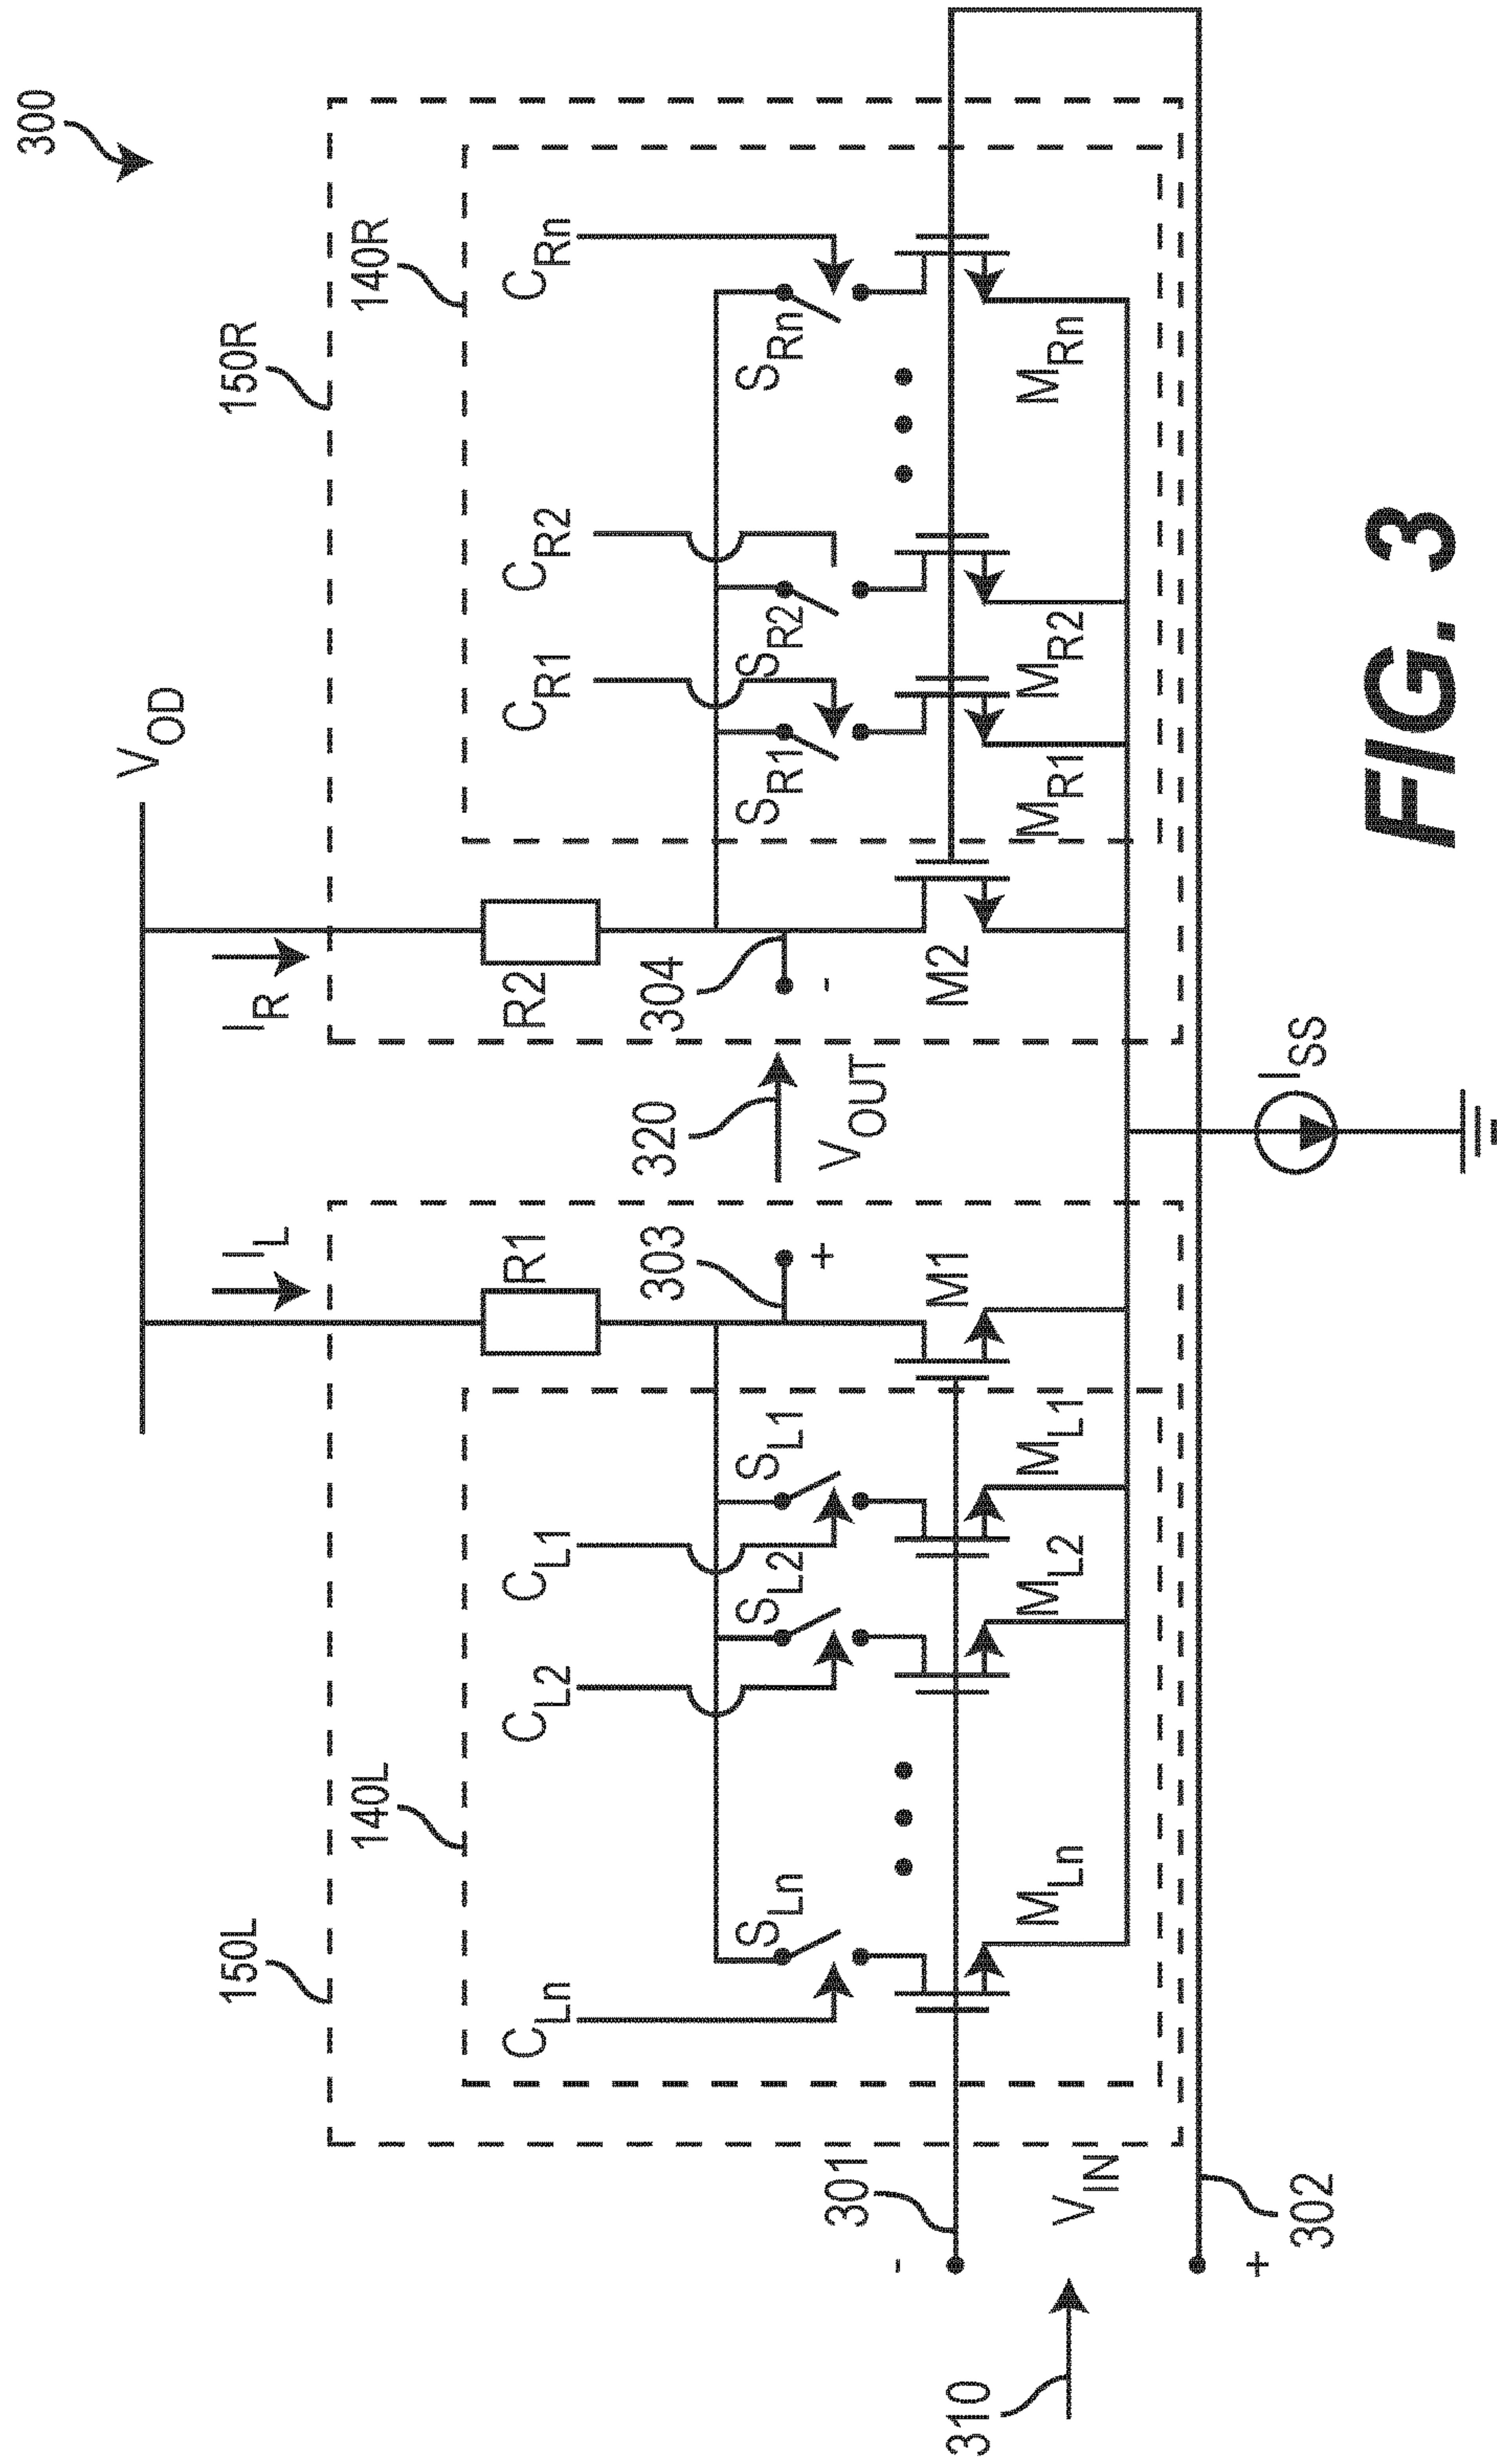 300
V_OD
I_L
I_R
150L
150R
140L
140R
R1
R2
C_Ln
C_L2
C_L1
C_R1
C_R2
C_Rn
S_Ln
S_L2
S_L1
303
320
304
S_R1
S_R2
S_Rn
+
V_OUT
-
301
-
M1
M2
M_Ln
M_L2
M_L1
M_R1
M_R2
M_Rn
310
V_IN
+
302
I_SS
FIG. 3